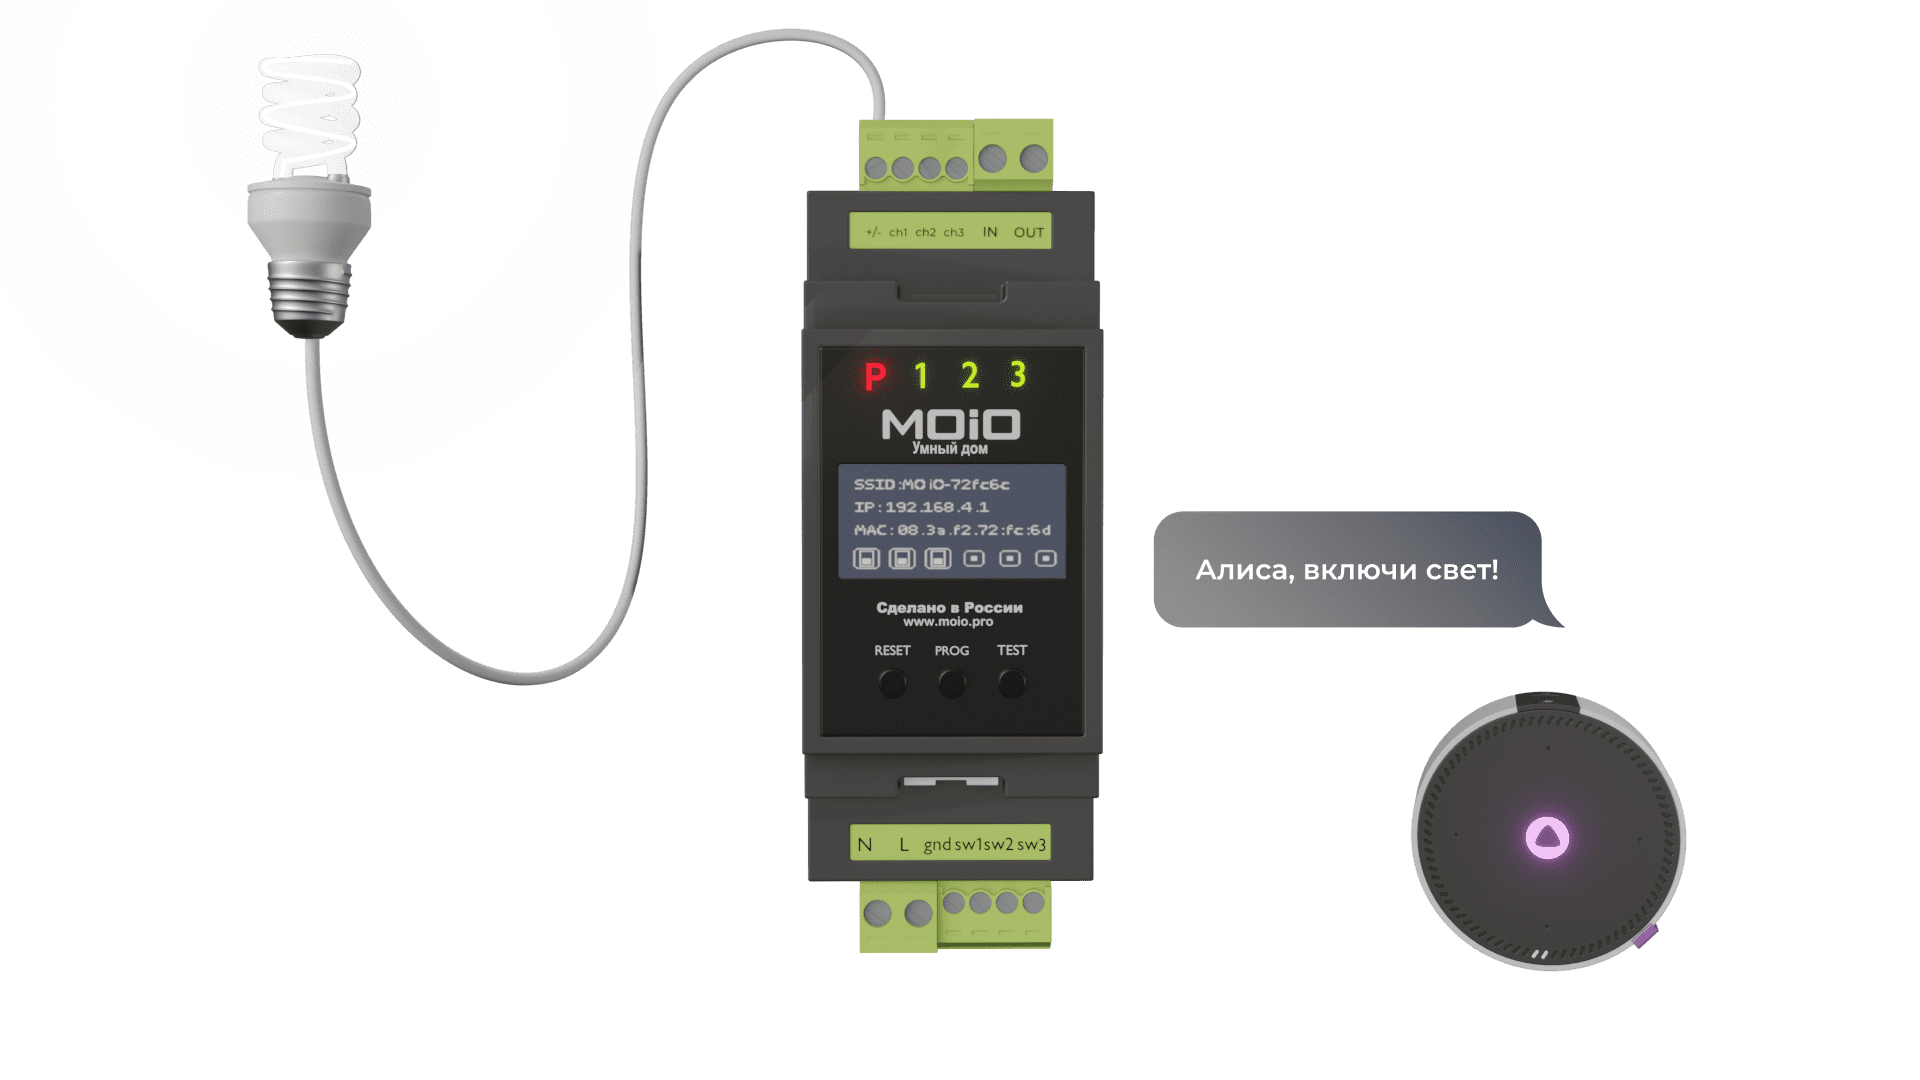 +/- ch1 ch2 ch3 IN OUT
P 1 2 3
MOiO
Умный дом
SSID:MOiO-72fc6c
IP:192.168.4.1
MAC:08.3a.f2.72:fc:6d
Алиса, включи свет!
Сделано в России
www.moio.pro
RESET PROG TEST
N L gnd sw1 sw2 sw3